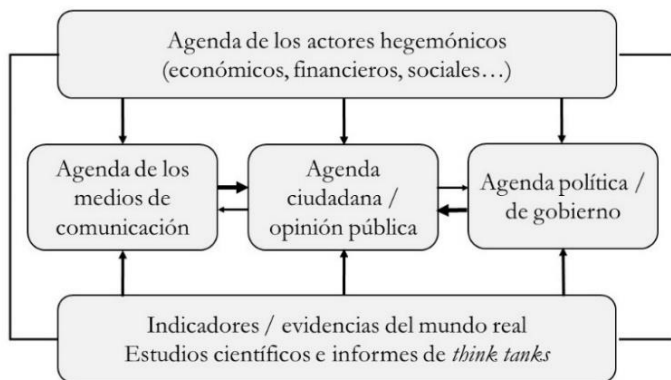 Agenda de los actores hegemónicos
(económicos, financieros, sociales…)
Agenda de los
medios de
comunicación
Agenda
ciudadana /
opinión pública
Agenda política /
de gobierno
Indicadores / evidencias del mundo real
Estudios científicos e informes de think tanks